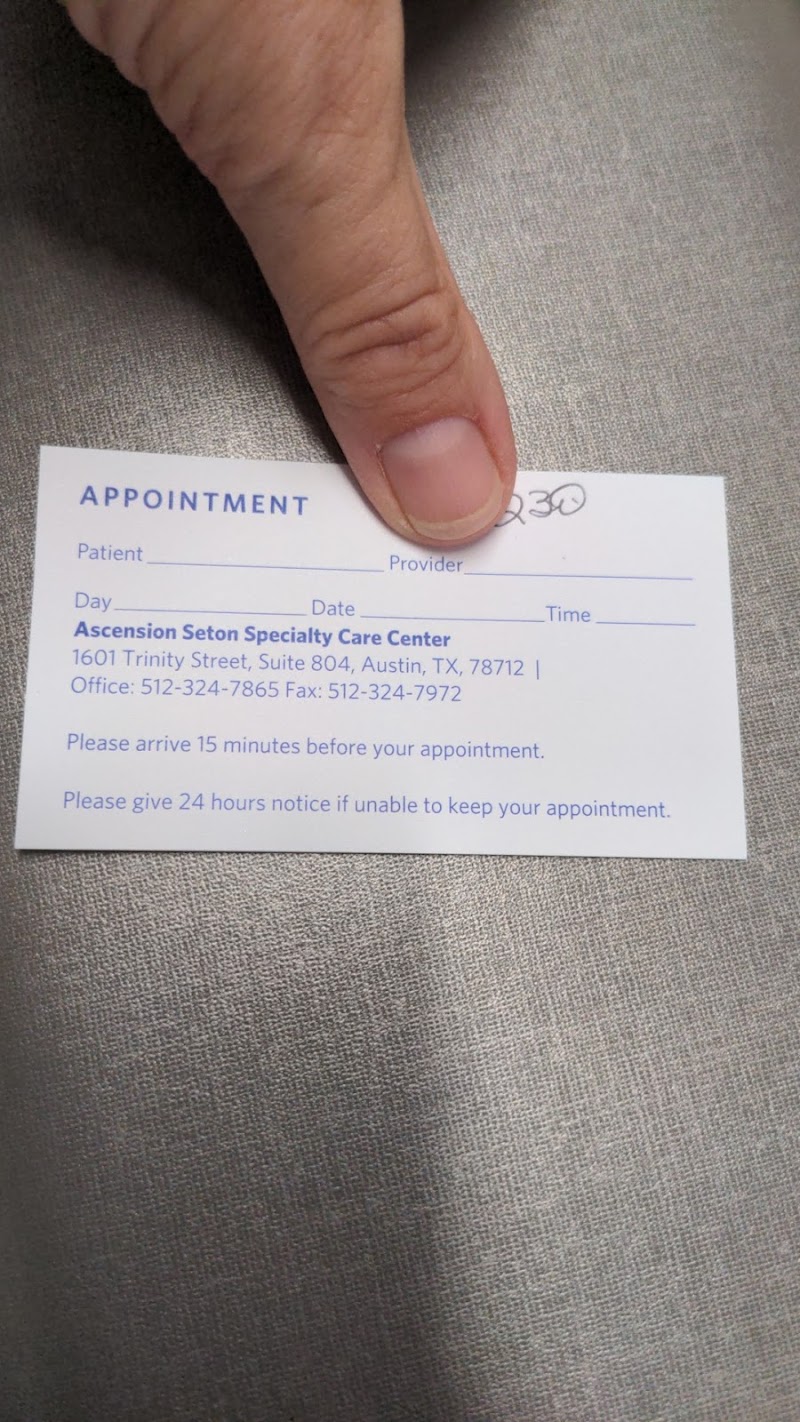 APPOINTMENT
230
Patient Provider
Day Date Time
Ascension Seton Specialty Care Center
1601 Trinity Street, Suite 804, Austin, TX, 78712 |
Office: 512-324-7865 Fax: 512-324-7972
Please arrive 15 minutes before your appointment.
Please give 24 hours notice if unable to keep your appointment.